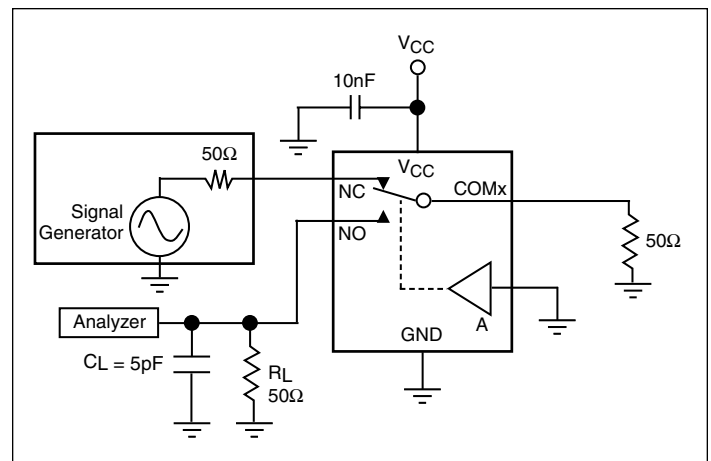 VCC
10nF
50Ω
VCC
NC
COMx
Signal
Generator
NO
50Ω
Analyzer
A
GND
CL = 5pF
RL
50Ω